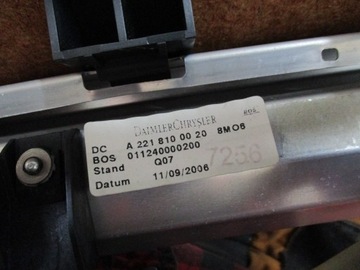 DAIMLERCHRYSLER
DC A 221 810 00 20 8MO6
BOS 011240000200
Stand Q07
Datum 11/09/2006
7256